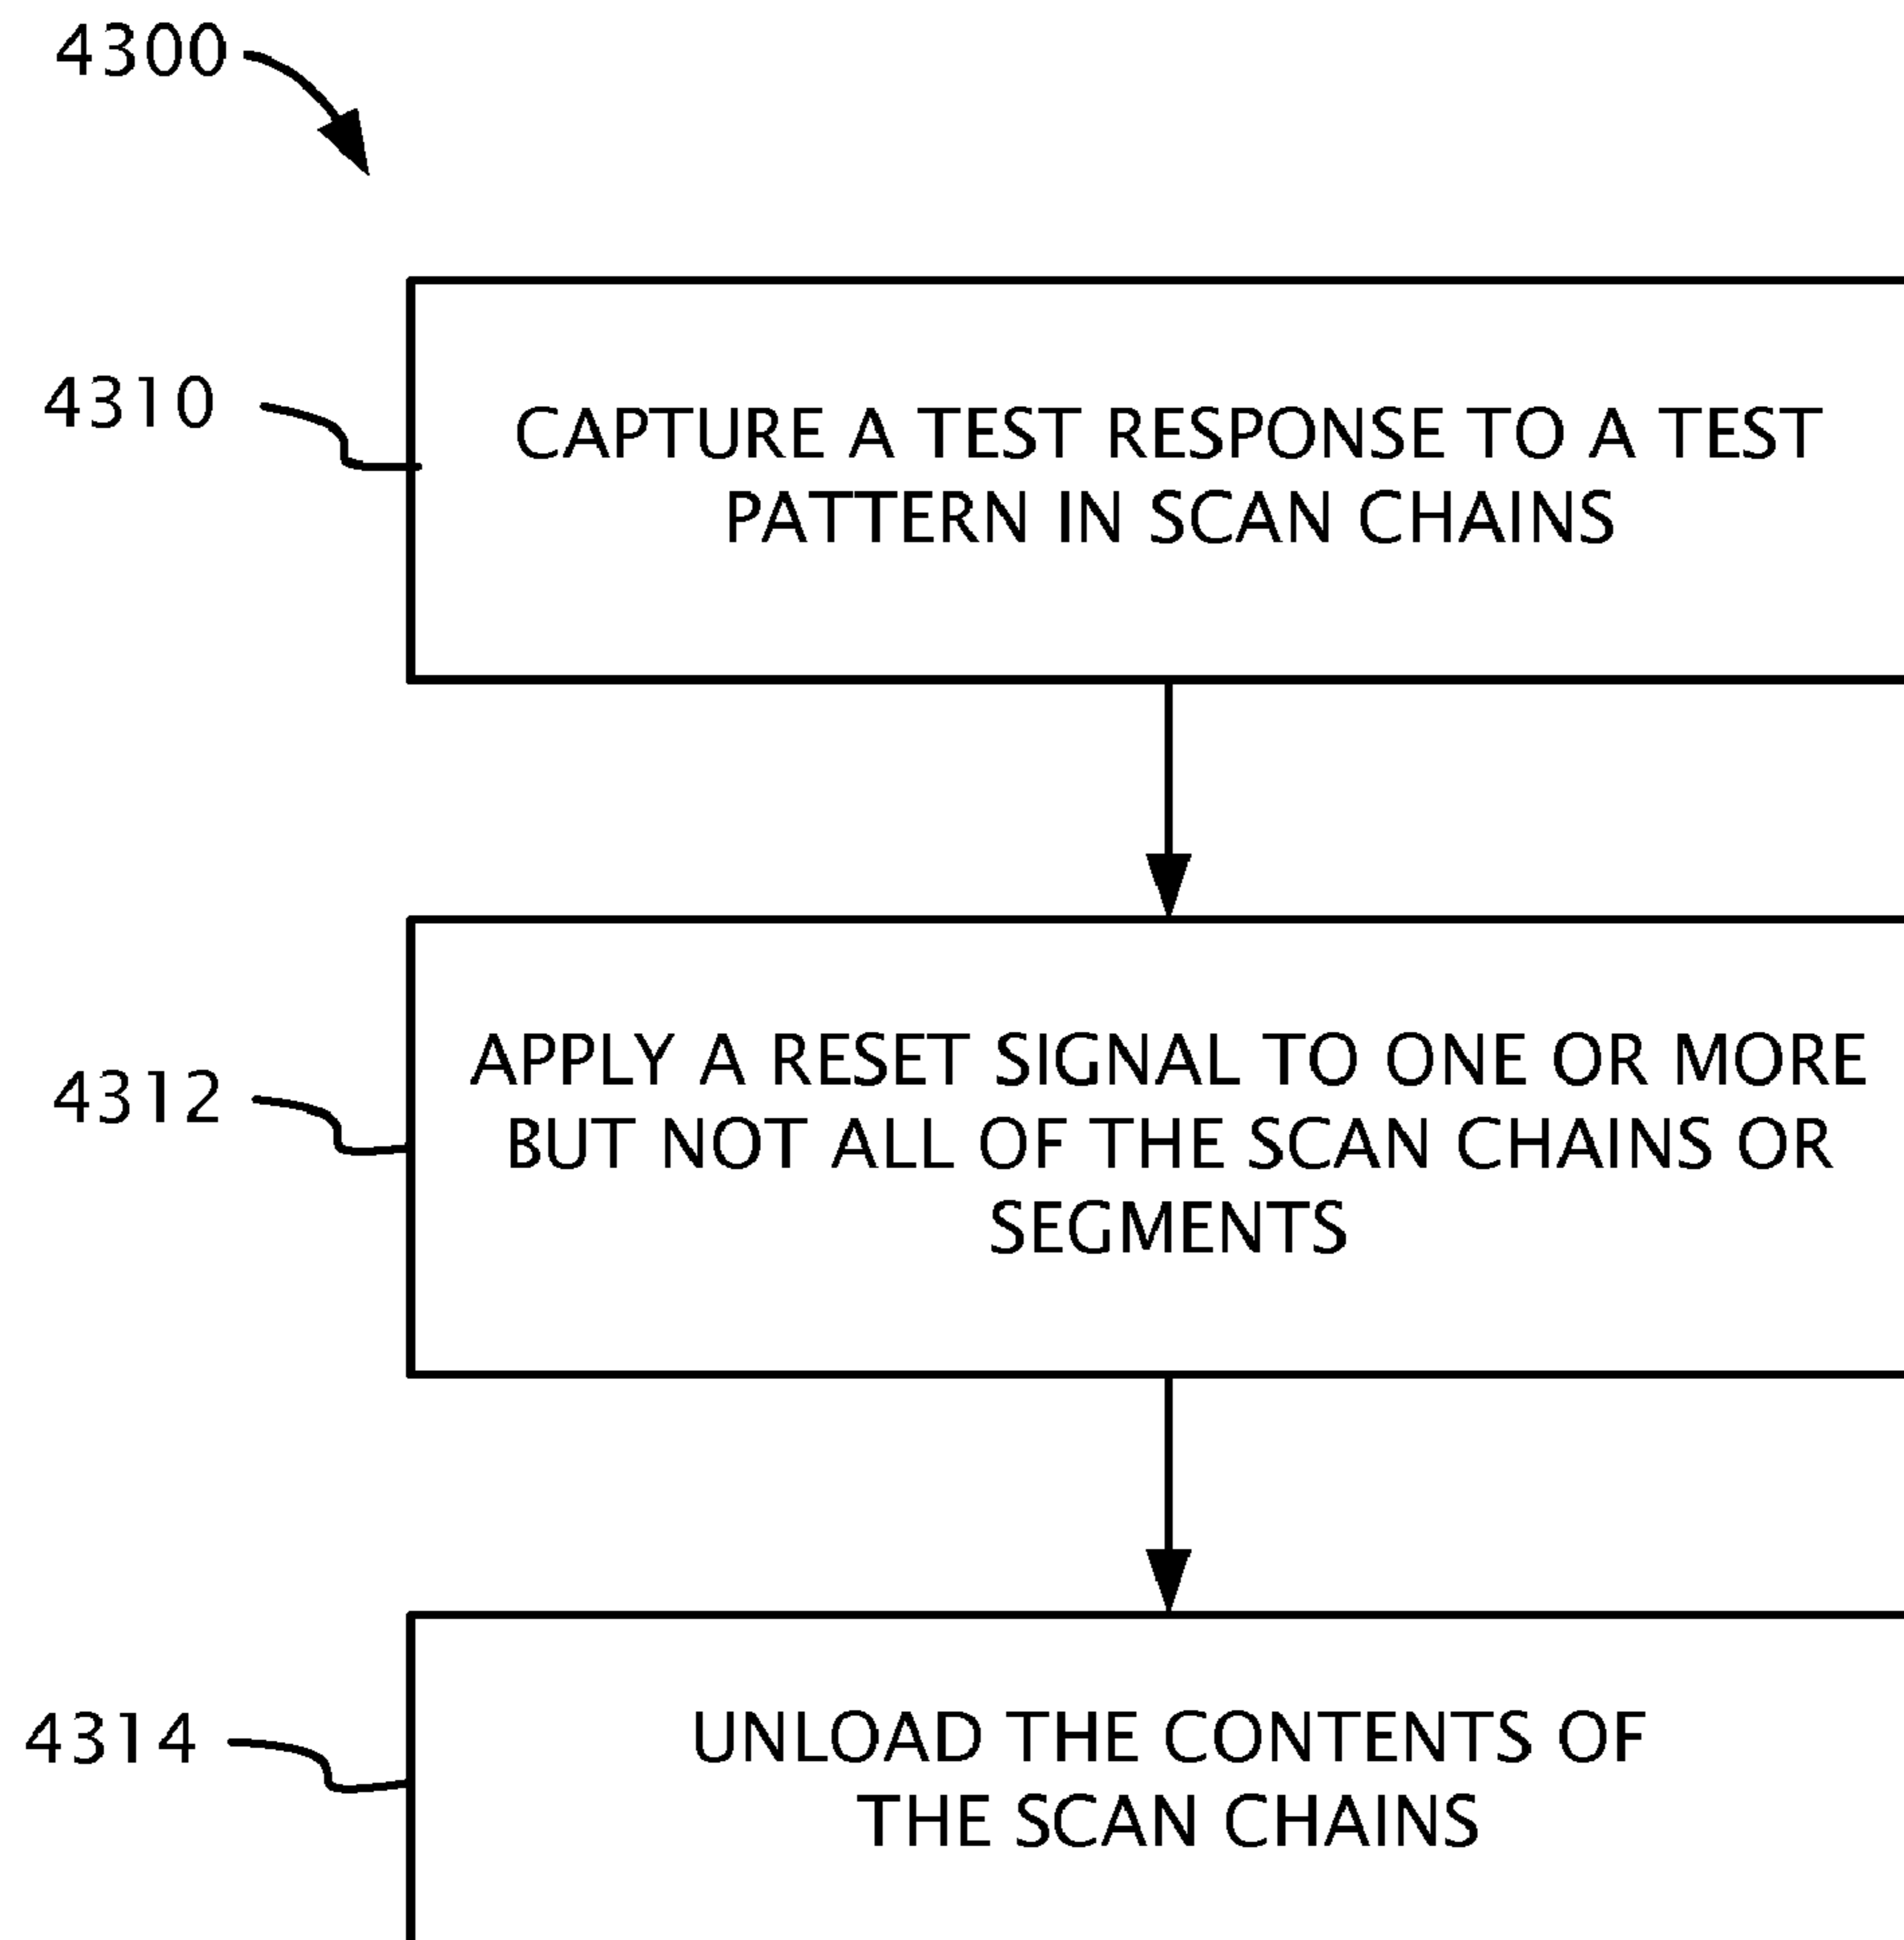 4300
4310
CAPTURE A TEST RESPONSE TO A TEST
PATTERN IN SCAN CHAINS
4312
APPLY A RESET SIGNAL TO ONE OR MORE
BUT NOT ALL OF THE SCAN CHAINS OR
SEGMENTS
4314
UNLOAD THE CONTENTS OF
THE SCAN CHAINS